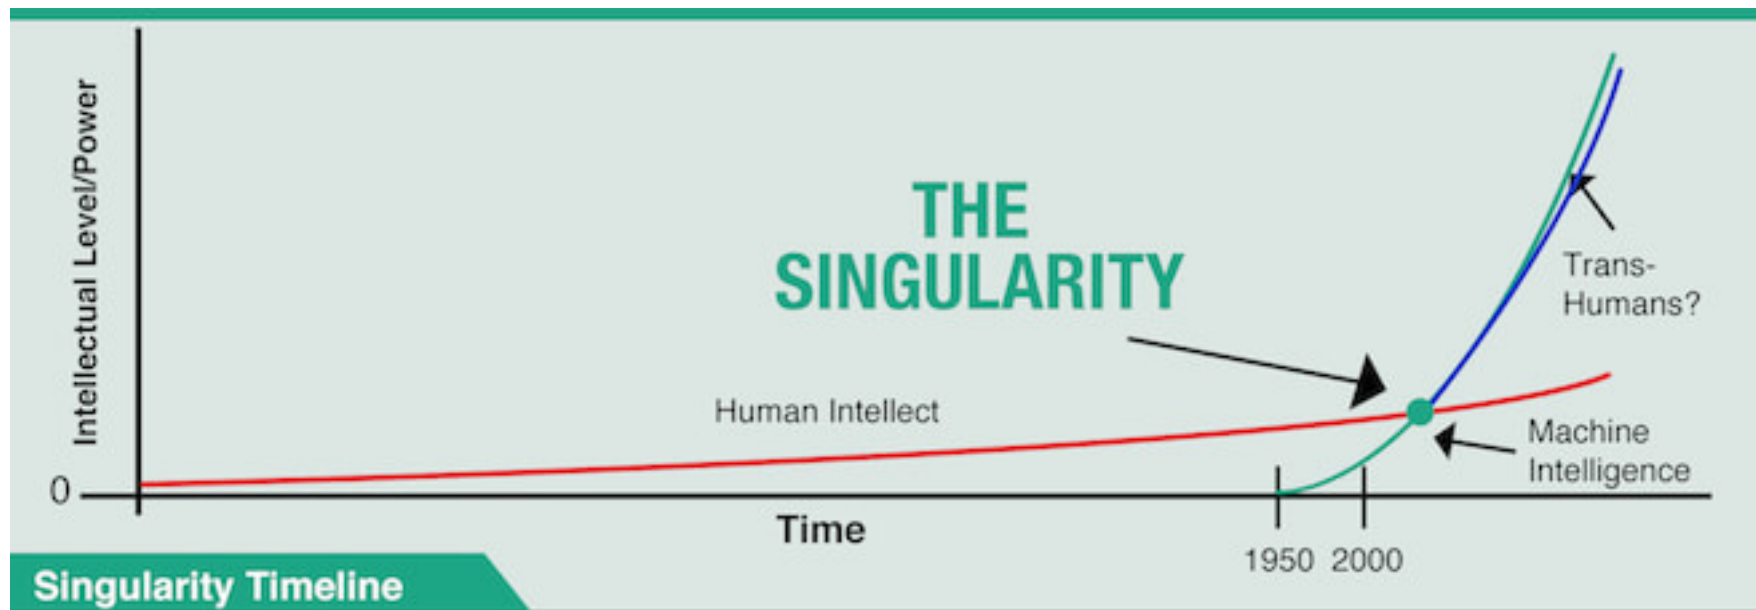 Intellectual Level/Power
THE
SINGULARITY
Trans-
Humans?
Human Intellect
Machine
Intelligence
0
Time
1950 2000
Singularity Timeline